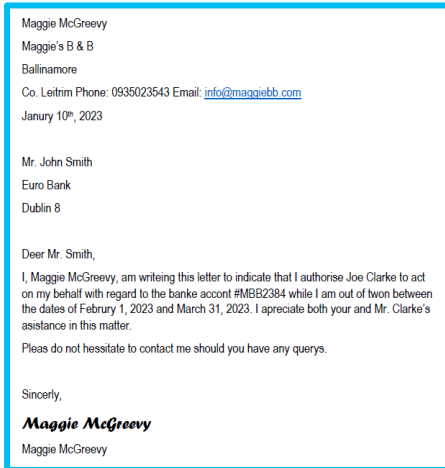 Maggie McGreevy
Maggie's B & B
Ballinamore
Co. Leitrim Phone: 0935023543 Email: info@maggiebb.com
Janury 10th, 2023
Mr. John Smith
Euro Bank
Dublin 8
Deer Mr. Smith,
I, Maggie McGreevy, am writeing this letter to indicate that I authorise Joe Clarke to act
on my behalf with regard to the banke accont #MBB2384 while I am out of twon between
the dates of Februry 1, 2023 and March 31, 2023. I apreciate both your and Mr. Clarke's
asistance in this matter.
Pleas do not hessitate to contact me should you have any querys.
Sincerly,
Maggie McGreevy
Maggie McGreevy